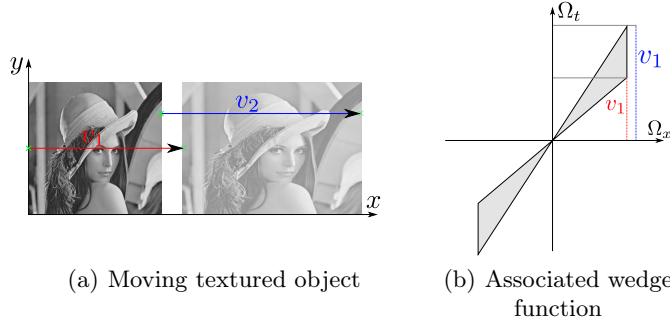 y
v₂
v₁
x
(a) Moving textured object
Ωₜ
v₁
v₁
Ωₓ
(b) Associated wedge
function